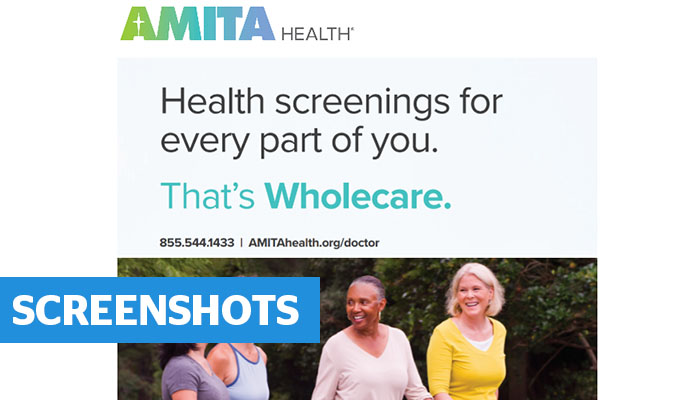 AMITA HEALTH®
Health screenings for
every part of you.
That's Wholecare.
855.544.1433 | AMITAhealth.org/doctor
SCREENSHOTS